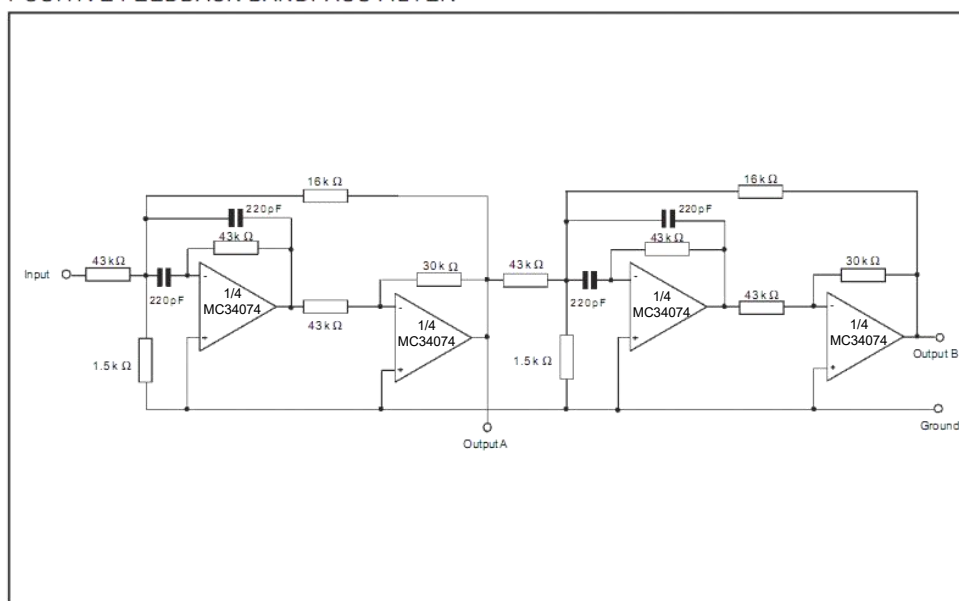 16k Ω
16k Ω
220pF
220pF
43k Ω
43k Ω
Input
43k Ω
30k Ω
43k Ω
30k Ω
220pF
220pF
1/4
MC34074
43k Ω
1/4
MC34074
1/4
MC34074
43k Ω
1/4
MC34074
1.5k Ω
1.5k Ω
Output B
Output A
Ground